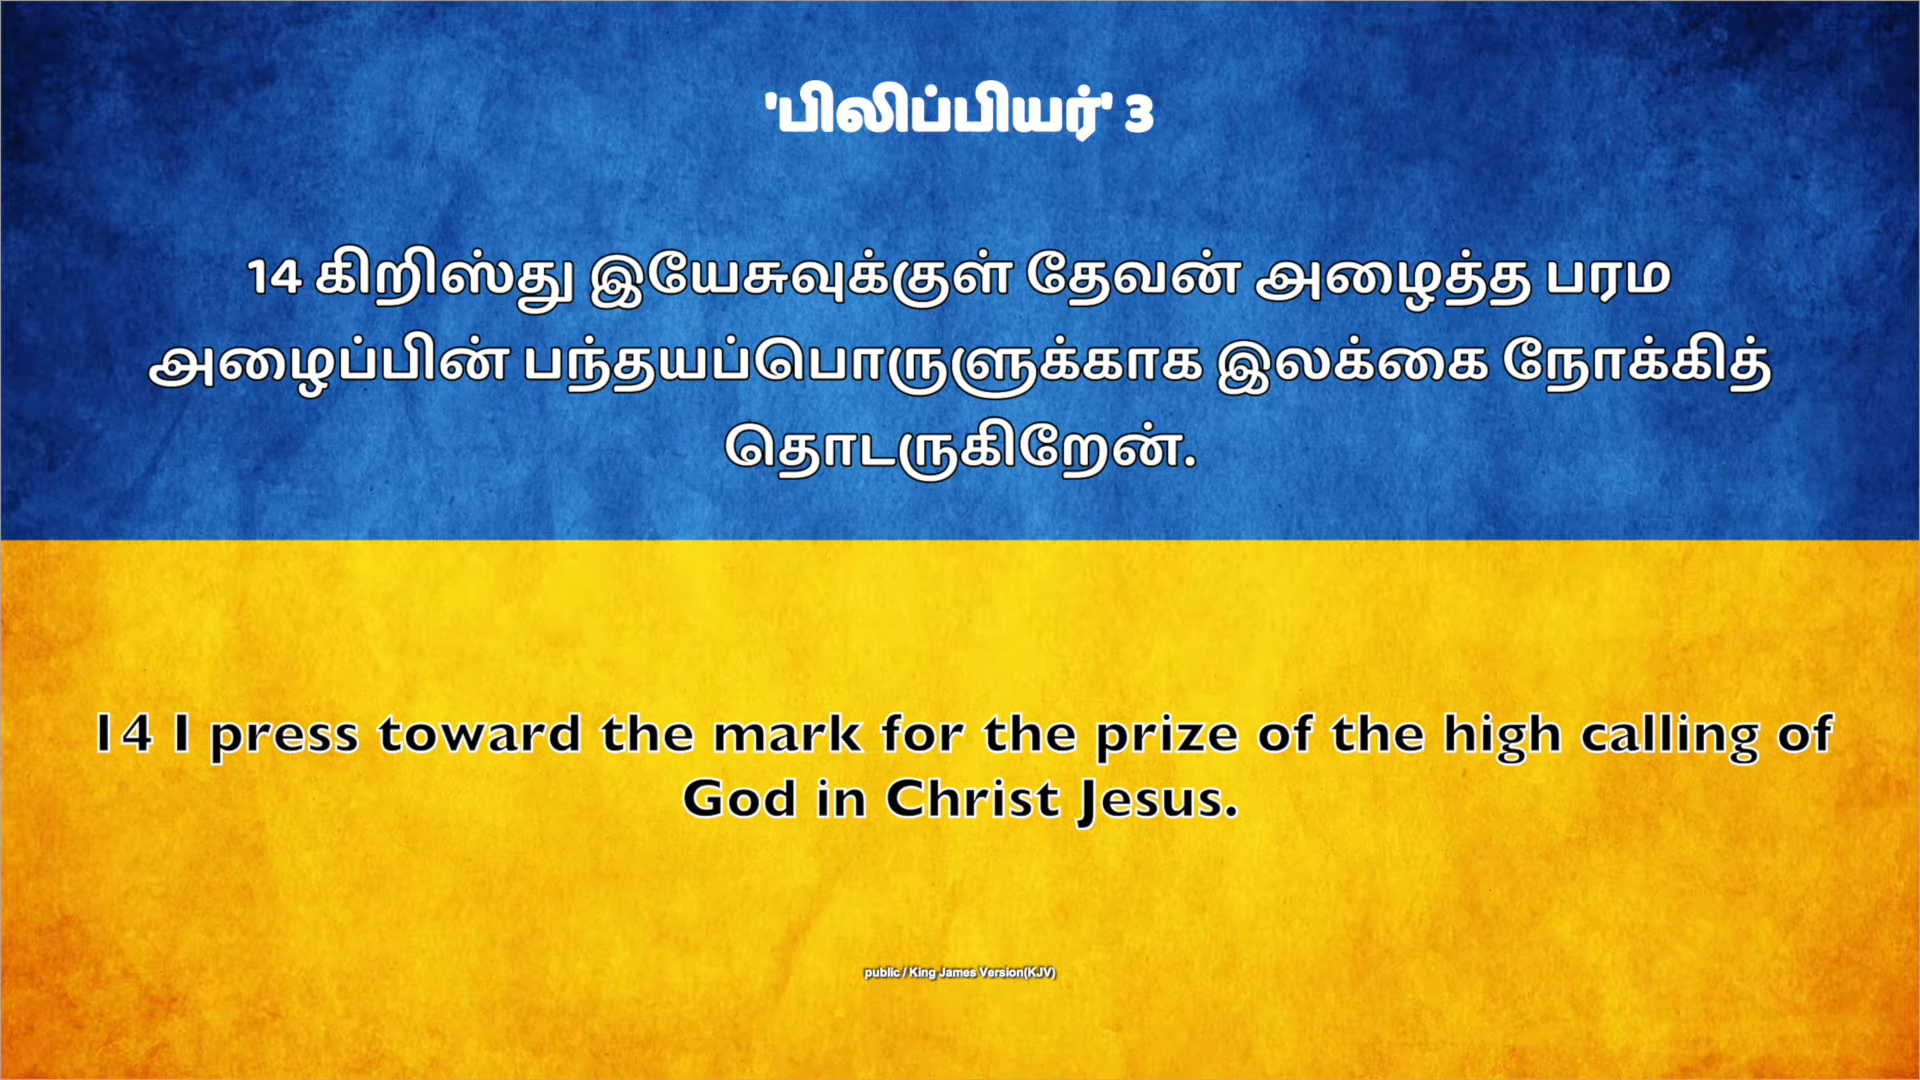 'பிலிப்பியர்' 3
14 கிறிஸ்து இயேசுவுக்குள் தேவன் அழைத்த பரம
அழைப்பின் பந்தயப்பொருளுக்காக இலக்கை நோக்கித்
தொடருகிறேன்.
14 I press toward the mark for the prize of the high calling of
God in Christ Jesus.
public / King James Version(KJV)